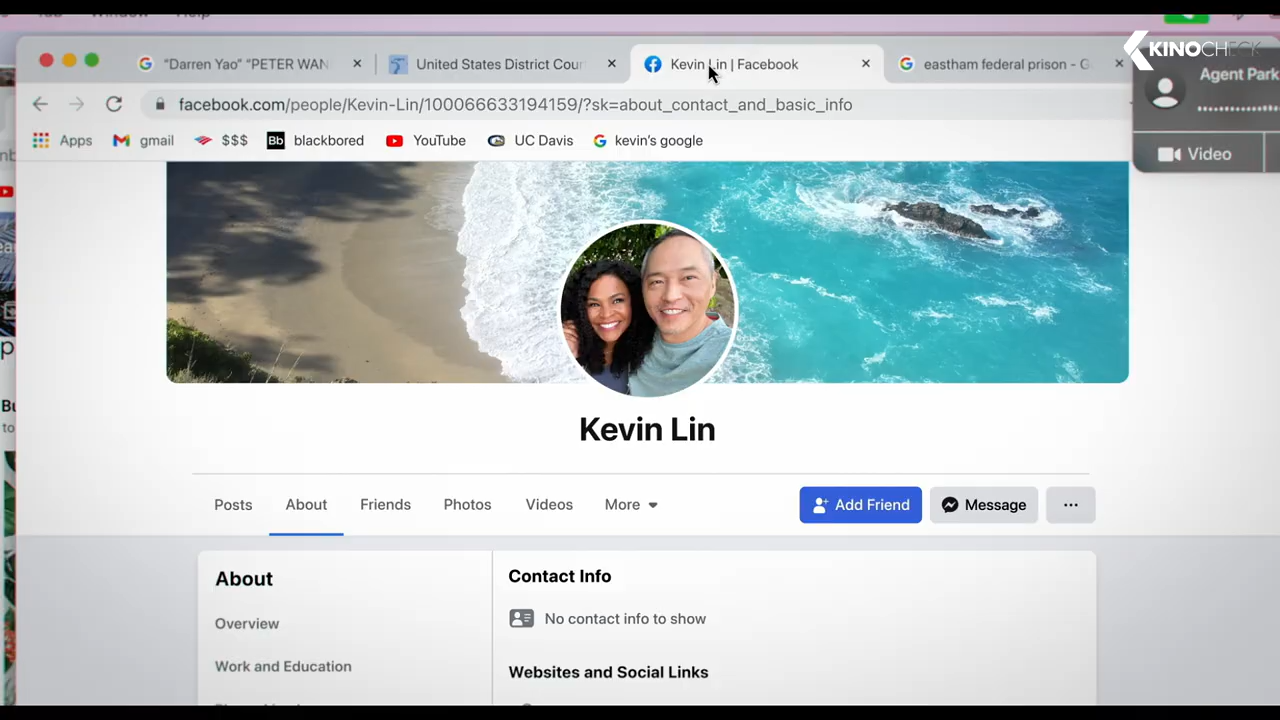 Window Help
KINOCHECK
"Darren Yao" "PETER WAN
United States District Cour
Kevin Lin | Facebook
eastham federal prison - G
Agent Park
facebook.com/people/Kevin-Lin/100066633194159/?sk=about_contact_and_basic_info
Apps
gmail
$$$
Bb blackbored
YouTube
UC Davis
kevin's google
Video
Kevin Lin
Posts
About
Friends
Photos
Videos
More
Add Friend
Message
About
Contact Info
Overview
No contact info to show
Work and Education
Websites and Social Links